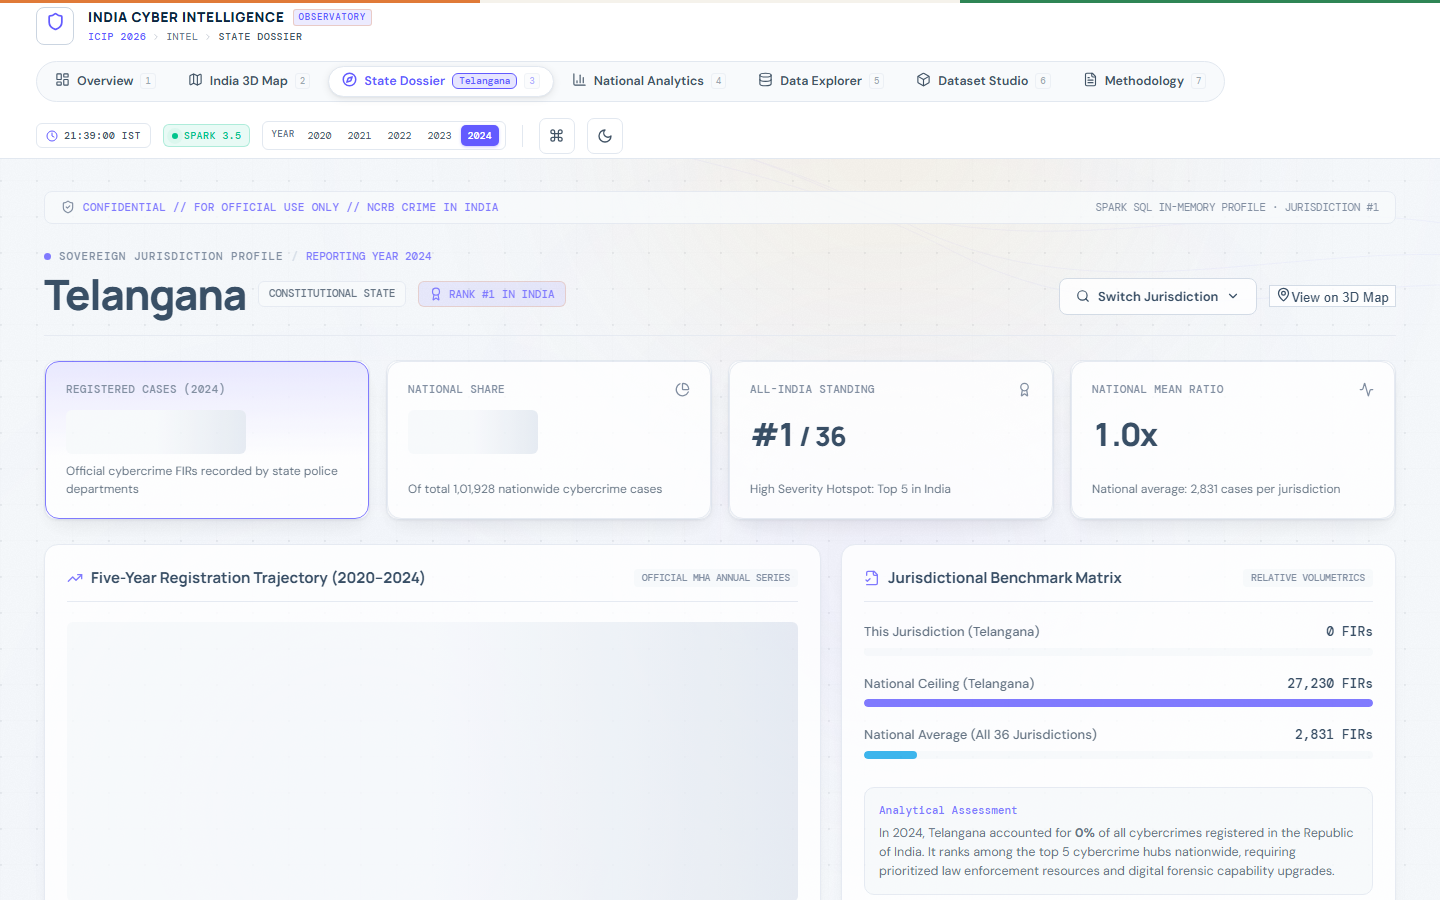 INDIA CYBER INTELLIGENCE OBSERVATORY
ICIP 2026 › INTEL › STATE DOSSIER
Overview 1 India 3D Map 2 State Dossier Telangana 3 National Analytics 4 Data Explorer 5 Dataset Studio 6 Methodology 7
21:39:00 IST SPARK 3.5 YEAR 2020 2021 2022 2023 2024 ⌘
CONFIDENTIAL // FOR OFFICIAL USE ONLY // NCRB CRIME IN INDIA SPARK SQL IN-MEMORY PROFILE · JURISDICTION #1
SOVEREIGN JURISDICTION PROFILE / REPORTING YEAR 2024
Telangana CONSTITUTIONAL STATE RANK #1 IN INDIA Switch Jurisdiction View on 3D Map
REGISTERED CASES (2024)
Official cybercrime FIRs recorded by state police
departments
NATIONAL SHARE
Of total 1,01,928 nationwide cybercrime cases
ALL-INDIA STANDING
#1 / 36
High Severity Hotspot: Top 5 in India
NATIONAL MEAN RATIO
1.0x
National average: 2,831 cases per jurisdiction
Five-Year Registration Trajectory (2020–2024) OFFICIAL MHA ANNUAL SERIES
Jurisdictional Benchmark Matrix RELATIVE VOLUMETRICS
This Jurisdiction (Telangana) 0 FIRs
National Ceiling (Telangana) 27,230 FIRs
National Average (All 36 Jurisdictions) 2,831 FIRs
Analytical Assessment
In 2024, Telangana accounted for 0% of all cybercrimes registered in the Republic
of India. It ranks among the top 5 cybercrime hubs nationwide, requiring
prioritized law enforcement resources and digital forensic capability upgrades.